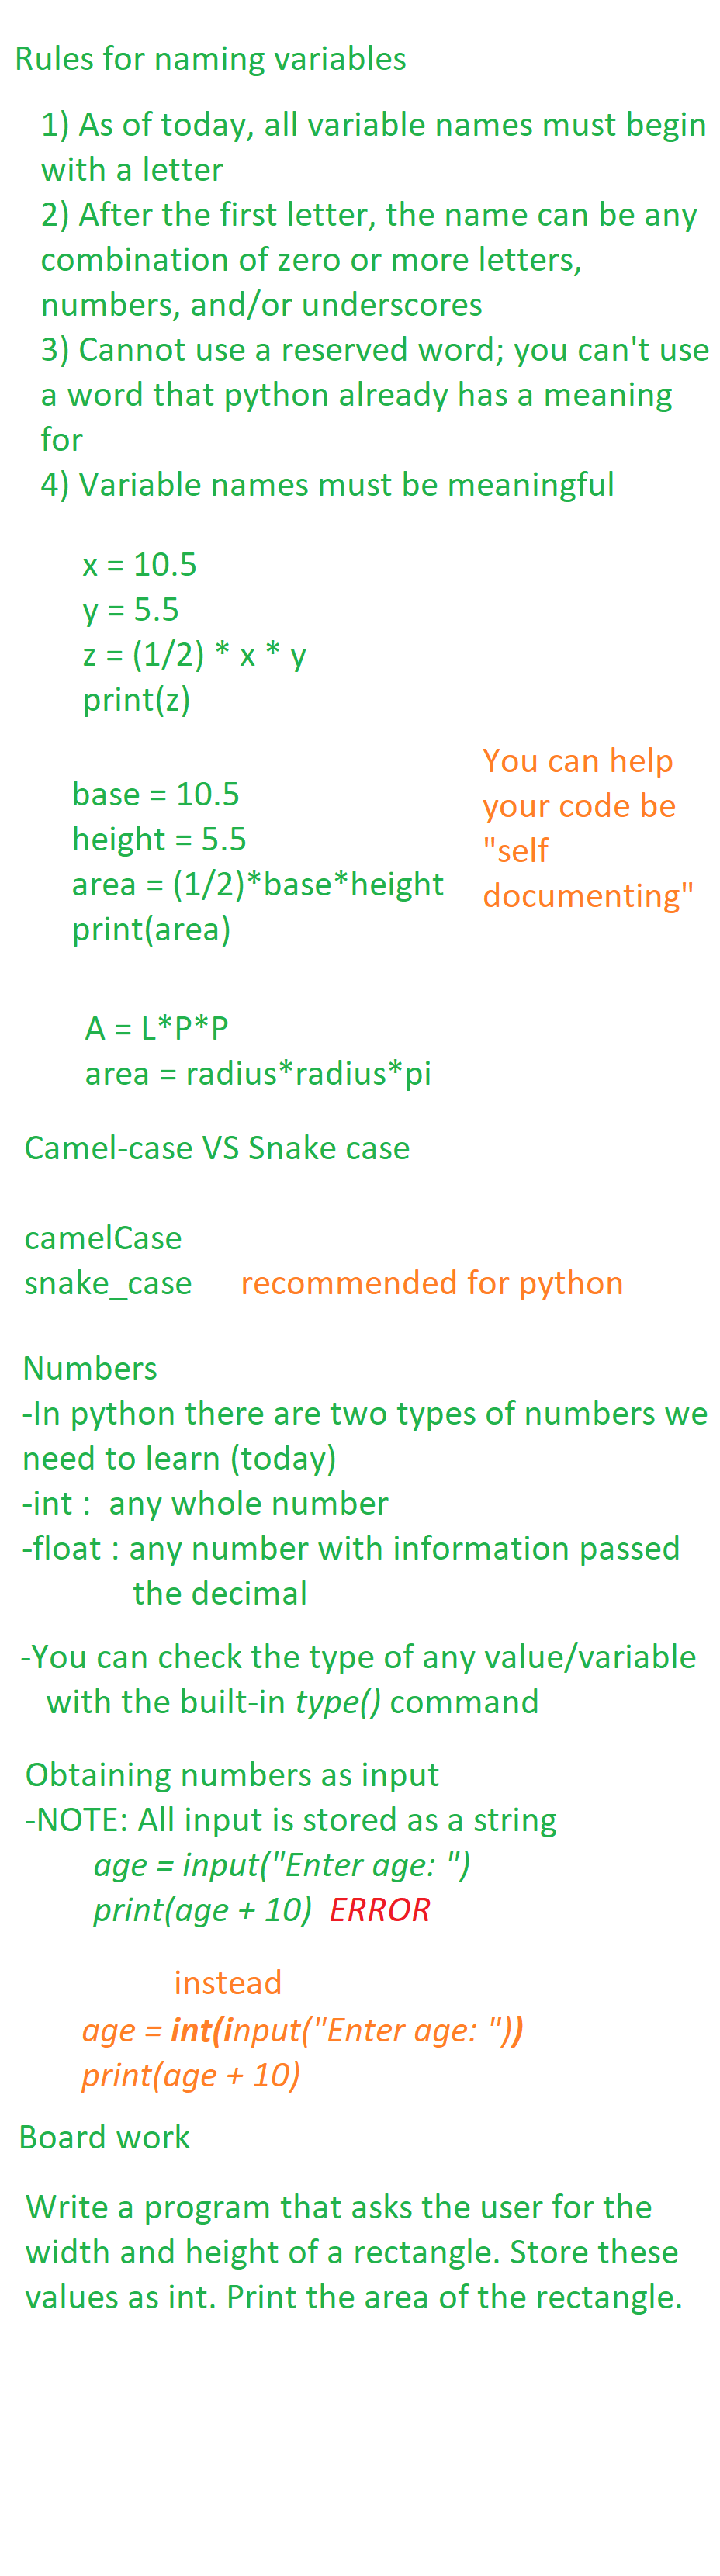 Rules for naming variables
1) As of today, all variable names must begin
with a letter
2) After the first letter, the name can be any
combination of zero or more letters,
numbers, and/or underscores
3) Cannot use a reserved word; you can't use
a word that python already has a meaning
for
4) Variable names must be meaningful
x = 10.5
y = 5.5
z = (1/2) * x * y
print(z)
base = 10.5
height = 5.5
area = (1/2)*base*height
print(area)
You can help
your code be
"self
documenting"
A = L*P*P
area = radius*radius*pi
Camel-case VS Snake case
camelCase
snake_case recommended for python
Numbers
-In python there are two types of numbers we
need to learn (today)
-int : any whole number
-float : any number with information passed
the decimal
-You can check the type of any value/variable
with the built-in type() command
Obtaining numbers as input
-NOTE: All input is stored as a string
age = input("Enter age: ")
print(age + 10) ERROR
instead
age = int(input("Enter age: "))
print(age + 10)
Board work
Write a program that asks the user for the
width and height of a rectangle. Store these
values as int. Print the area of the rectangle.